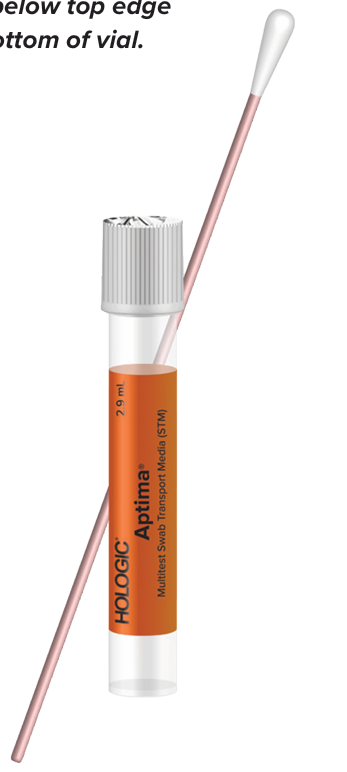 below top edge
ottom of vial.
2.9 mL
HOLOGIC®
Aptima®
Multitest Swab Transport Media (STM)